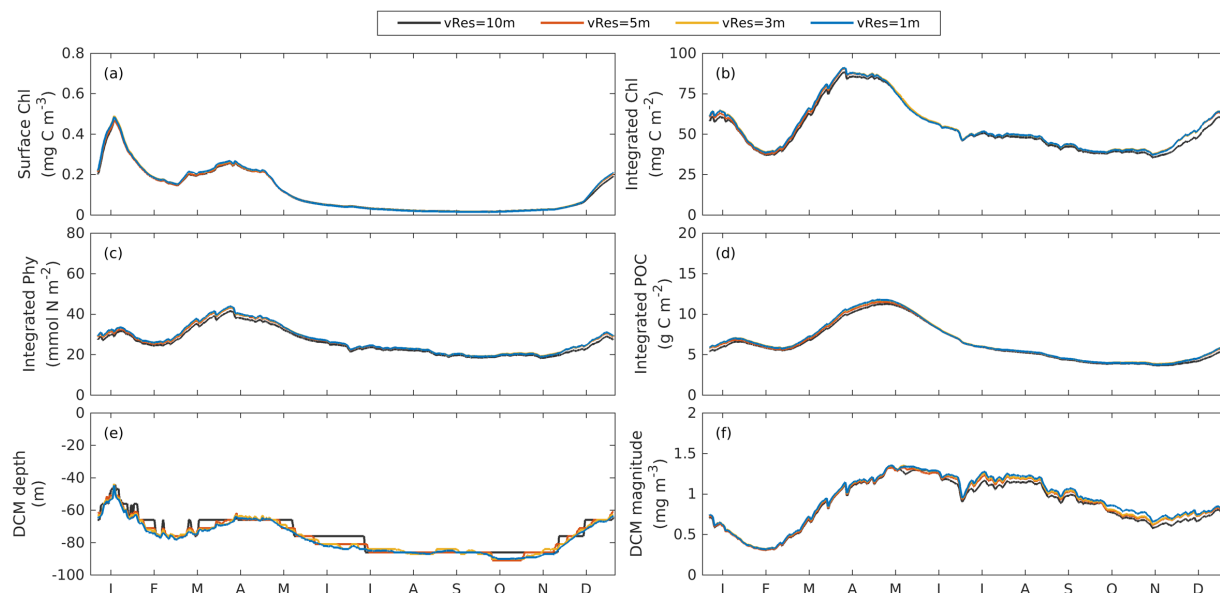 vRes=10m vRes=5m vRes=3m vRes=1m
(a)
Surface Chl
(mg C m-3)
0.8
0.6
0.4
0.2
0
(b)
Integrated Chl
(mg C m-2)
100
75
50
25
0
(c)
Integrated Phy
(mmol N m-2)
80
60
40
20
0
(d)
Integrated POC
(g C m-2)
20
15
10
5
0
(e)
DCM depth
(m)
0
-20
-40
-60
-80
-100
J F M A M J J A S O N D
(f)
DCM magnitude
(mg m-3)
2
1.5
1
0.5
0
J F M A M J J A S O N D